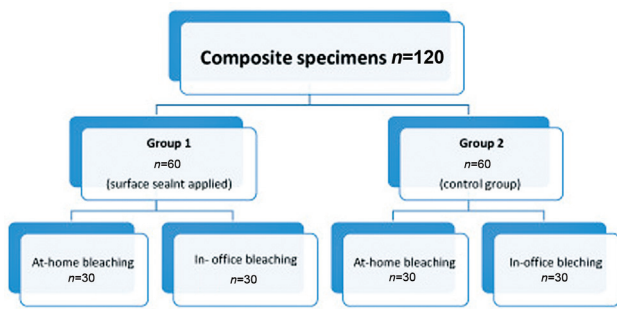 Composite specimens n=120
Group 1
n=60
(surface sealnt applied)
Group 2
n=60
(control group)
At-home bleaching
n=30
In- office bleaching
n=30
At-home bleaching
n=30
In-office bleching
n=30